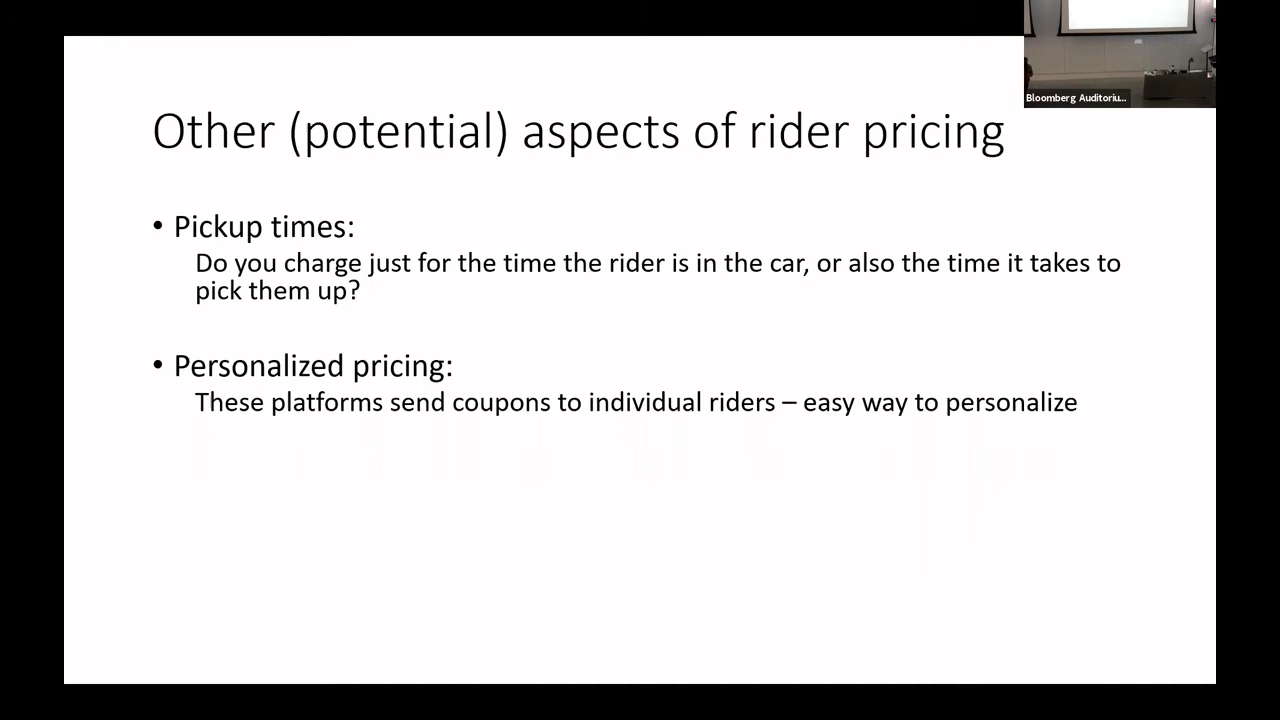 Bloomberg Auditoriu...
Other (potential) aspects of rider pricing
• Pickup times:
Do you charge just for the time the rider is in the car, or also the time it takes to
pick them up?
• Personalized pricing:
These platforms send coupons to individual riders – easy way to personalize